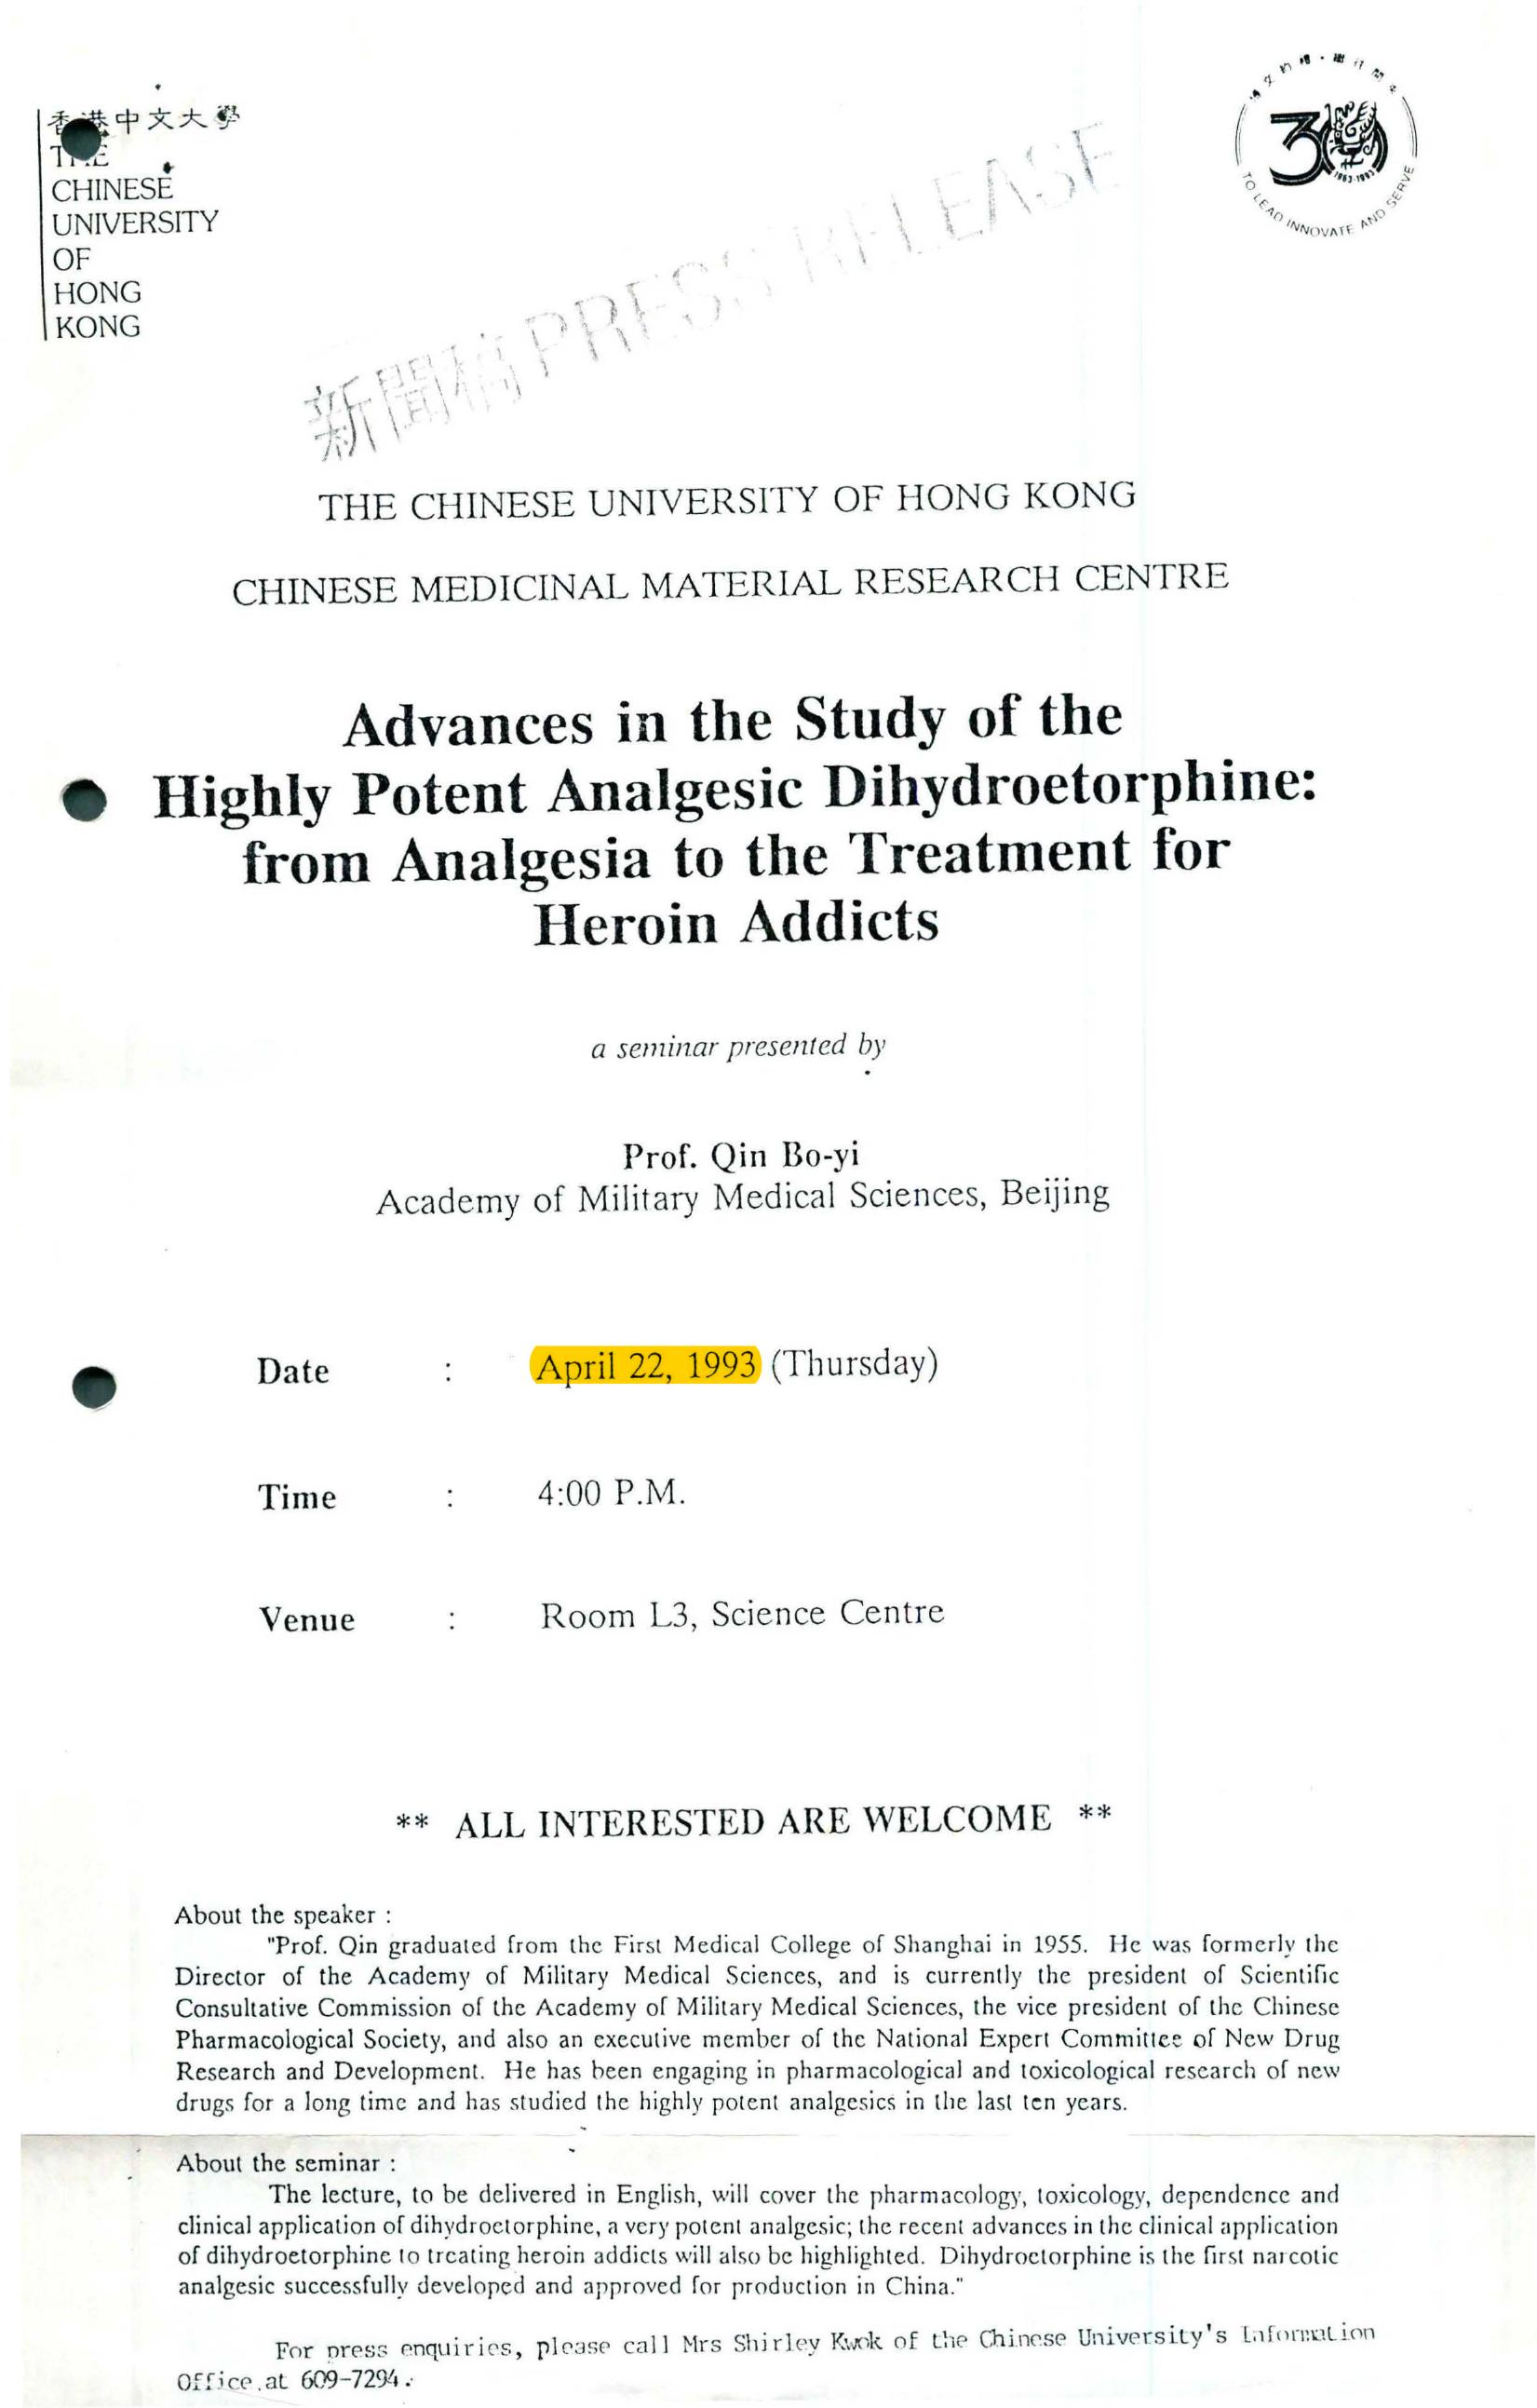 香港中文大學
THE
CHINESE
UNIVERSITY
OF
HONG
KONG
30
1963-1993
TO LEAD INNOVATE AND SERVE
新聞稿 PRESS RELEASE
THE CHINESE UNIVERSITY OF HONG KONG
CHINESE MEDICINAL MATERIAL RESEARCH CENTRE
Advances in the Study of the
Highly Potent Analgesic Dihydroetorphine:
from Analgesia to the Treatment for
Heroin Addicts
a seminar presented by
Prof. Qin Bo-yi
Academy of Military Medical Sciences, Beijing
Date : April 22, 1993 (Thursday)
Time : 4:00 P.M.
Venue : Room L3, Science Centre
** ALL INTERESTED ARE WELCOME **
About the speaker :
"Prof. Qin graduated from the First Medical College of Shanghai in 1955. He was formerly the
Director of the Academy of Military Medical Sciences, and is currently the president of Scientific
Consultative Commission of the Academy of Military Medical Sciences, the vice president of the Chinese
Pharmacological Society, and also an executive member of the National Expert Committee of New Drug
Research and Development. He has been engaging in pharmacological and toxicological research of new
drugs for a long time and has studied the highly potent analgesics in the last ten years.
About the seminar :
The lecture, to be delivered in English, will cover the pharmacology, toxicology, dependence and
clinical application of dihydroetorphine, a very potent analgesic; the recent advances in the clinical application
of dihydroetorphine to treating heroin addicts will also be highlighted. Dihydroetorphine is the first narcotic
analgesic successfully developed and approved for production in China."
For press enquiries, please call Mrs Shirley Kwok of the Chinese University's Information
Office at 609-7294.